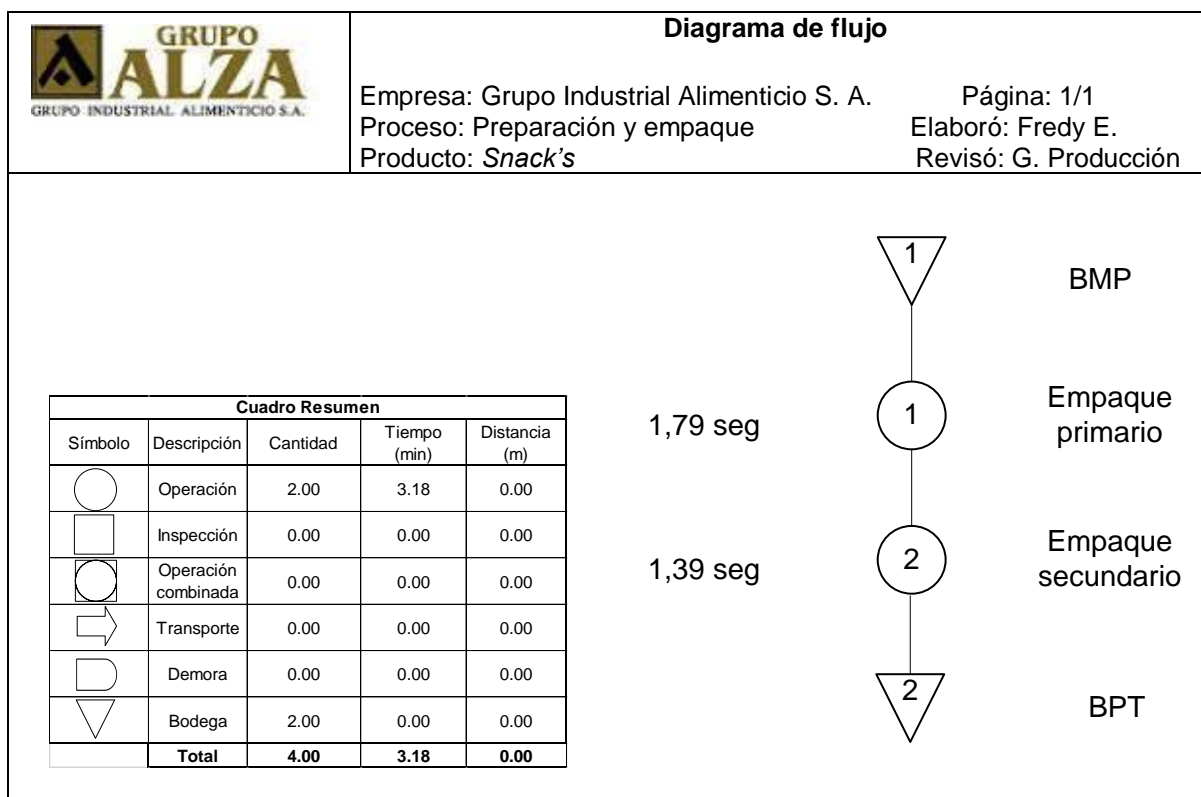 GRUPO
ALZA
GRUPO INDUSTRIAL ALIMENTICIO S.A.
Diagrama de flujo
Empresa: Grupo Industrial Alimenticio S. A. Página: 1/1
Proceso: Preparación y empaque Elaboró: Fredy E.
Producto: Snack's Revisó: G. Producción
1
BMP
1,79 seg
1
Empaque
primario
1,39 seg
2
Empaque
secundario
2
BPT
Cuadro Resumen
Símbolo Descripción Cantidad Tiempo (min) Distancia (m)
Operación 2.00 3.18 0.00
Inspección 0.00 0.00 0.00
Operación combinada 0.00 0.00 0.00
Transporte 0.00 0.00 0.00
Demora 0.00 0.00 0.00
Bodega 2.00 0.00 0.00
Total 4.00 3.18 0.00